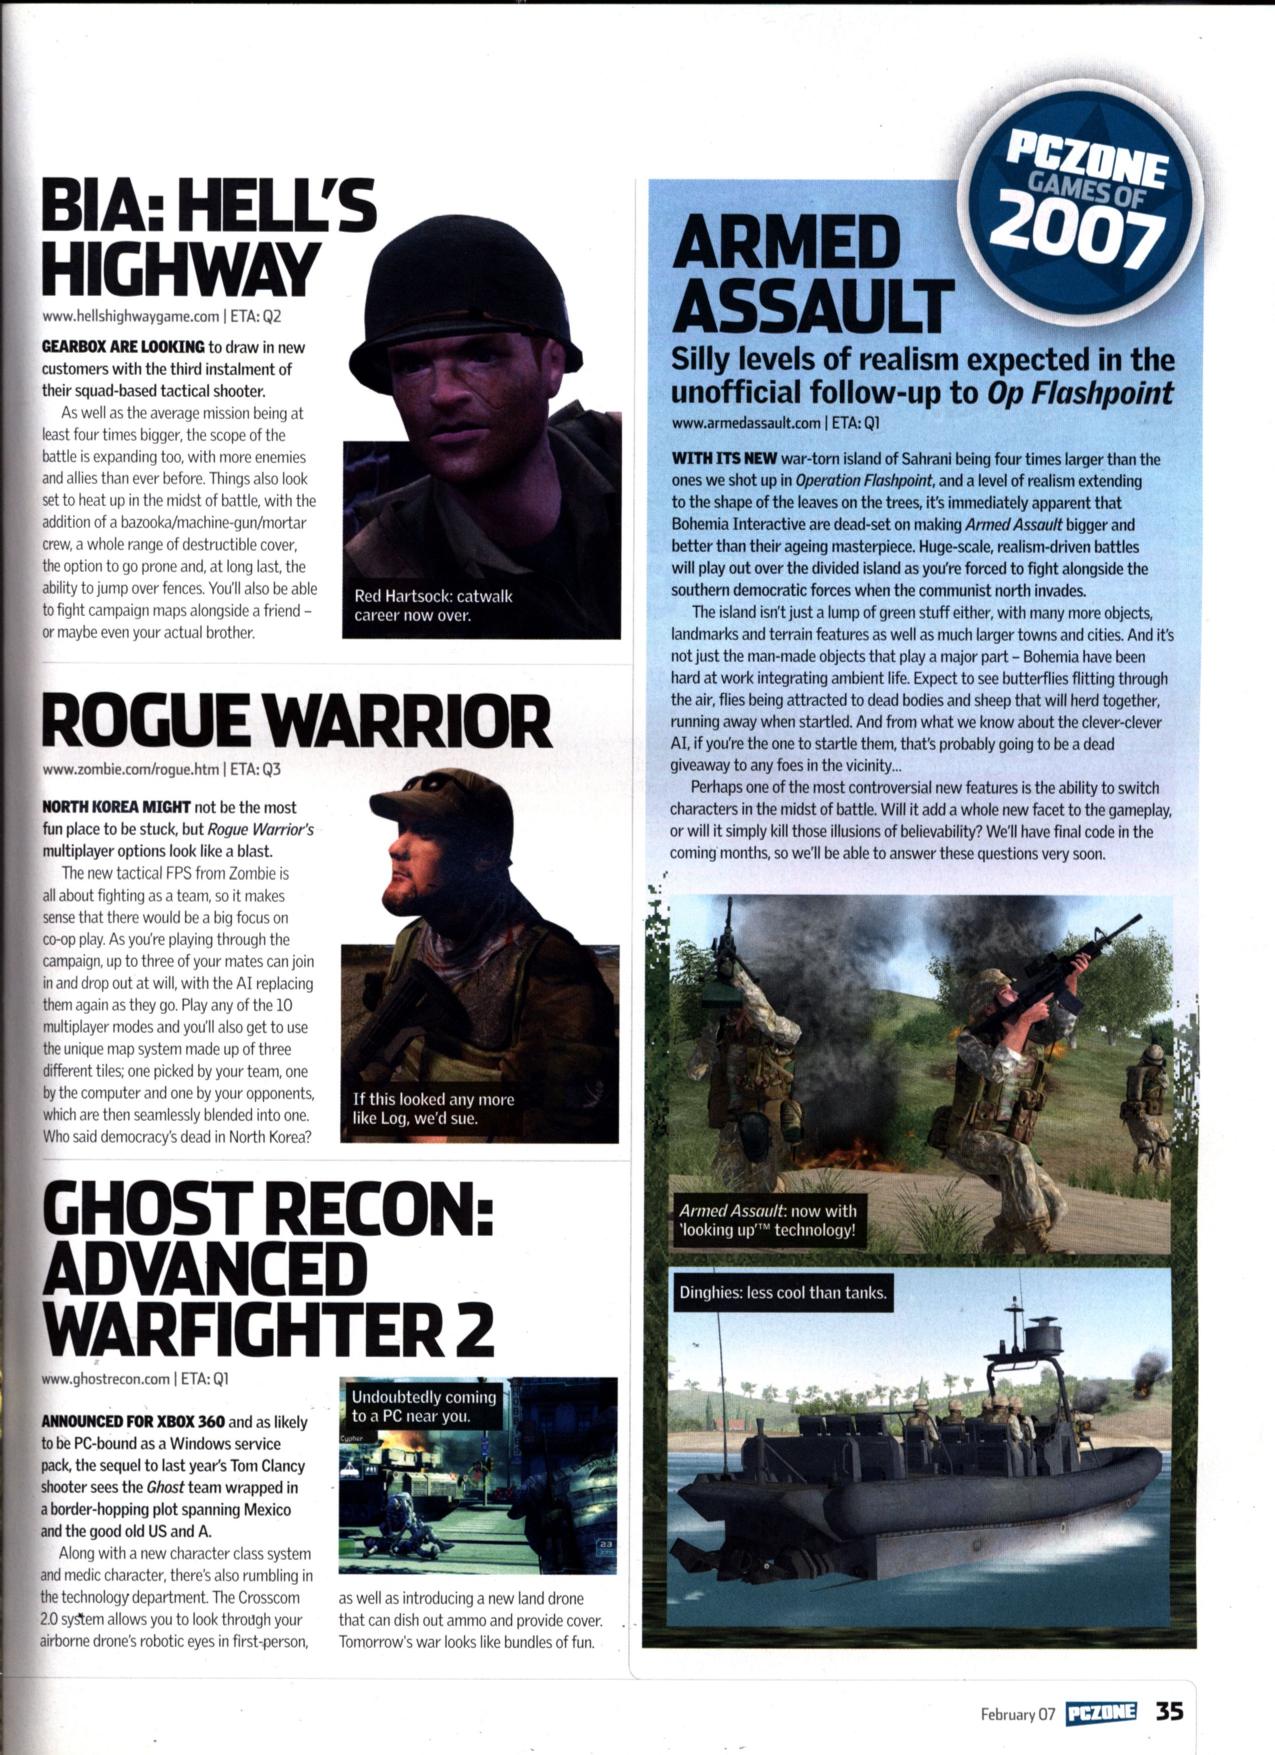 BIA: HELL'S
HIGHWAY
www.hellshighwaygame.com | ETA: Q2
GEARBOX ARE LOOKING to draw in new
customers with the third instalment of
their squad-based tactical shooter.
As well as the average mission being at
least four times bigger, the scope of the
battle is expanding too, with more enemies
and allies than ever before. Things also look
set to heat up in the midst of battle, with the
addition of a bazooka/machine-gun/mortar
crew, a whole range of destructible cover,
the option to go prone and, at long last, the
ability to jump over fences. You'll also be able
to fight campaign maps alongside a friend –
or maybe even your actual brother.
Red Hartsock: catwalk
career now over.
ROGUE WARRIOR
www.zombie.com/rogue.htm | ETA: Q3
NORTH KOREA MIGHT not be the most
fun place to be stuck, but Rogue Warrior's
multiplayer options look like a blast.
The new tactical FPS from Zombie is
all about fighting as a team, so it makes
sense that there would be a big focus on
co-op play. As you're playing through the
campaign, up to three of your mates can join
in and drop out at will, with the AI replacing
them again as they go. Play any of the 10
multiplayer modes and you'll also get to use
the unique map system made up of three
different tiles; one picked by your team, one
by the computer and one by your opponents,
which are then seamlessly blended into one.
Who said democracy's dead in North Korea?
If this looked any more
like Log, we'd sue.
GHOST RECON:
ADVANCED
WARFIGHTER 2
www.ghostrecon.com | ETA: Q1
ANNOUNCED FOR XBOX 360 and as likely
to be PC-bound as a Windows service
pack, the sequel to last year's Tom Clancy
shooter sees the Ghost team wrapped in
a border-hopping plot spanning Mexico
and the good old US and A.
Along with a new character class system
and medic character, there's also rumbling in
the technology department. The Crosscom
2.0 system allows you to look through your
airborne drone's robotic eyes in first-person,
Undoubtedly coming
to a PC near you.
Cypher
23
as well as introducing a new land drone
that can dish out ammo and provide cover.
Tomorrow's war looks like bundles of fun.
PCZONE
GAMES OF
2007
ARMED
ASSAULT
Silly levels of realism expected in the
unofficial follow-up to Op Flashpoint
www.armedassault.com | ETA: Q1
WITH ITS NEW war-torn island of Sahrani being four times larger than the
ones we shot up in Operation Flashpoint, and a level of realism extending
to the shape of the leaves on the trees, it's immediately apparent that
Bohemia Interactive are dead-set on making Armed Assault bigger and
better than their ageing masterpiece. Huge-scale, realism-driven battles
will play out over the divided island as you're forced to fight alongside the
southern democratic forces when the communist north invades.
The island isn't just a lump of green stuff either, with many more objects,
landmarks and terrain features as well as much larger towns and cities. And it's
not just the man-made objects that play a major part – Bohemia have been
hard at work integrating ambient life. Expect to see butterflies flitting through
the air, flies being attracted to dead bodies and sheep that will herd together,
running away when startled. And from what we know about the clever-clever
AI, if you're the one to startle them, that's probably going to be a dead
giveaway to any foes in the vicinity...
Perhaps one of the most controversial new features is the ability to switch
characters in the midst of battle. Will it add a whole new facet to the gameplay,
or will it simply kill those illusions of believability? We'll have final code in the
coming months, so we'll be able to answer these questions very soon.
Armed Assault: now with
'looking up'™ technology!
Dinghies: less cool than tanks.
February 07 PCZONE 35